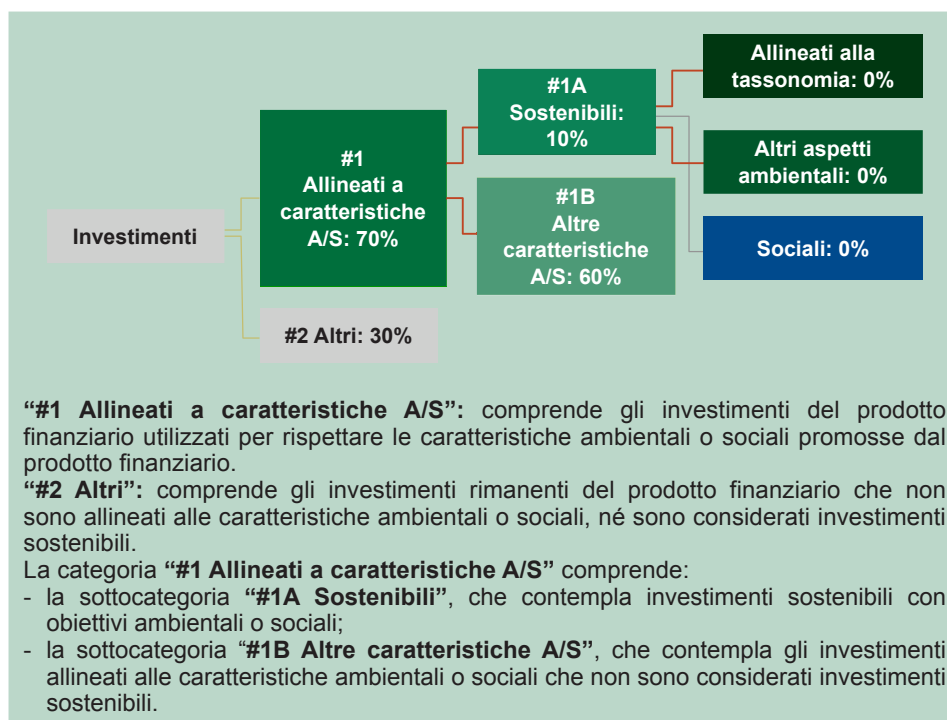 Investimenti
#1
Allineati a
caratteristiche
A/S: 70%
#2 Altri: 30%
#1A
Sostenibili:
10%
#1B
Altre
caratteristiche
A/S: 60%
Allineati alla
tassonomia: 0%
Altri aspetti
ambientali: 0%
Sociali: 0%
“#1 Allineati a caratteristiche A/S”: comprende gli investimenti del prodotto
finanziario utilizzati per rispettare le caratteristiche ambientali o sociali promosse dal
prodotto finanziario.
“#2 Altri”: comprende gli investimenti rimanenti del prodotto finanziario che non
sono allineati alle caratteristiche ambientali o sociali, né sono considerati investimenti
sostenibili.
La categoria “#1 Allineati a caratteristiche A/S” comprende:
- la sottocategoria “#1A Sostenibili”, che contempla investimenti sostenibili con
obiettivi ambientali o sociali;
- la sottocategoria “#1B Altre caratteristiche A/S”, che contempla gli investimenti
allineati alle caratteristiche ambientali o sociali che non sono considerati investimenti
sostenibili.